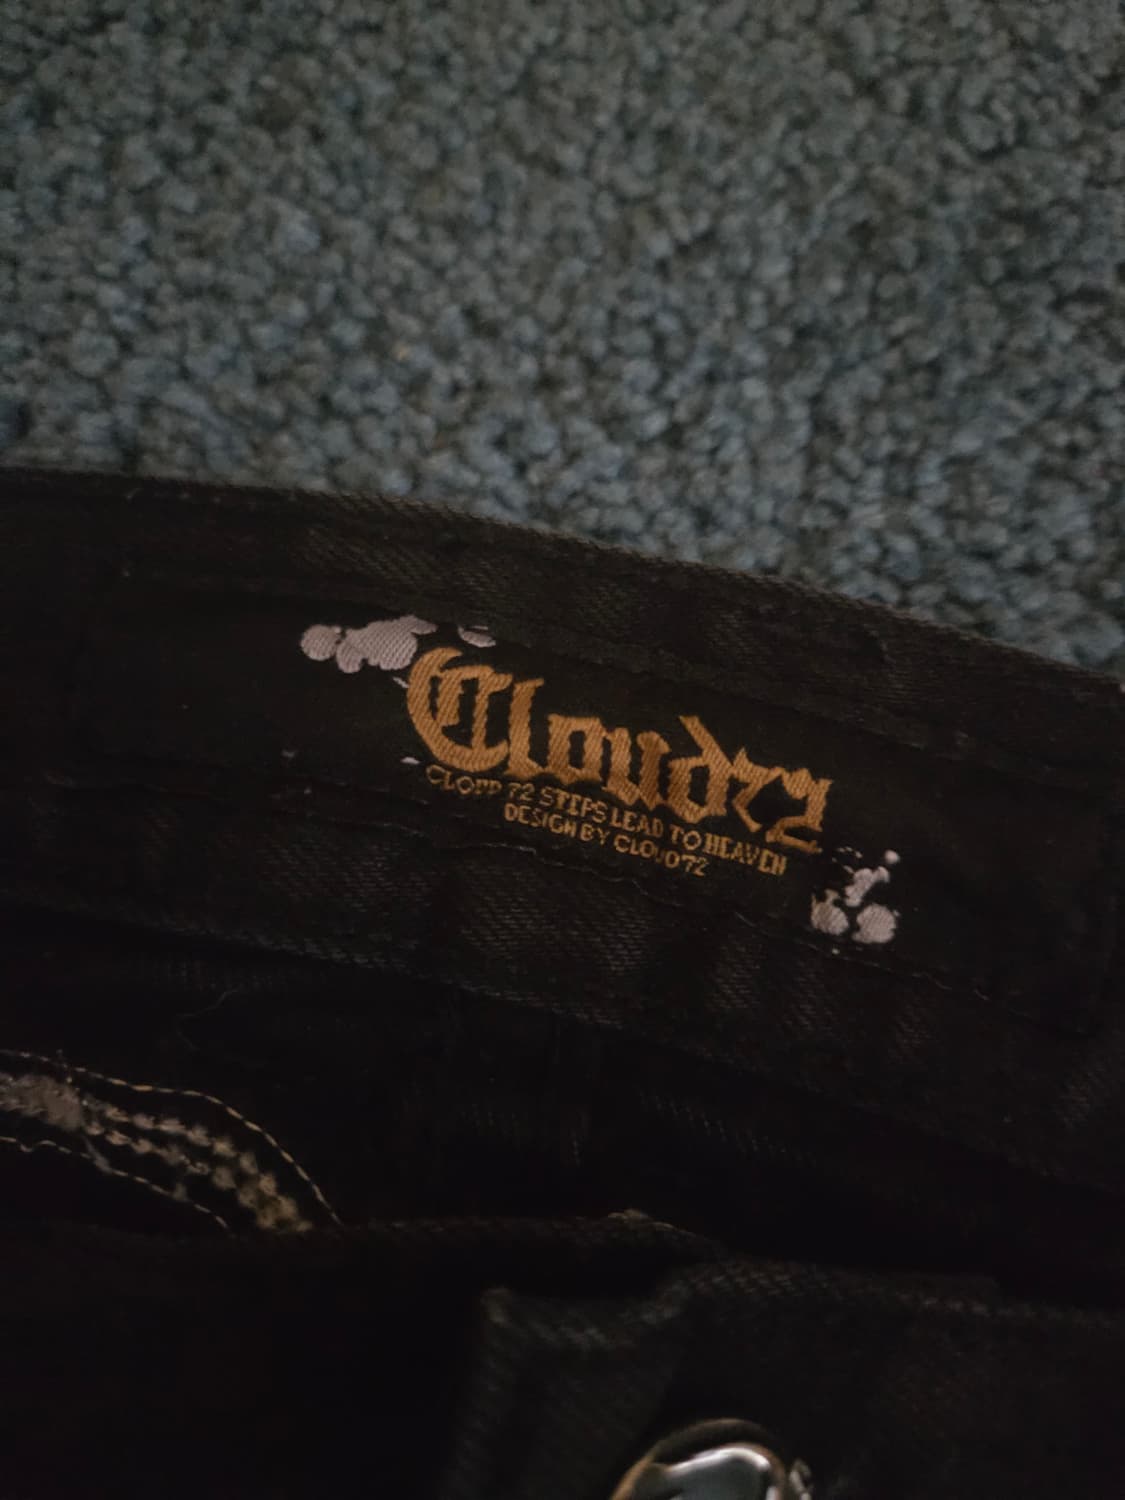 Cloud72
CLOUD 72 STEPS LEAD TO HEAVEN
DESIGN BY CLOUD72